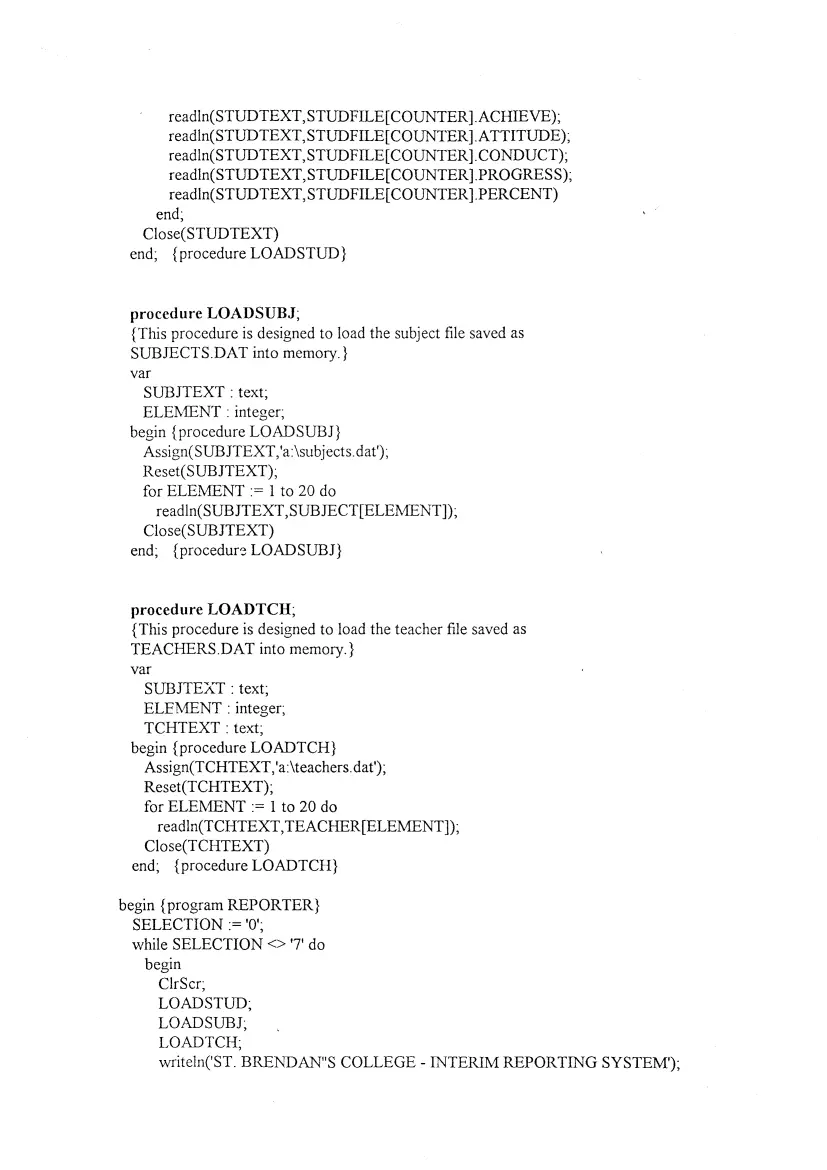 readln(STUDTEXT,STUDFILE[COUNTER].ACHIEVE);
readln(STUDTEXT,STUDFILE[COUNTER].ATTITUDE);
readln(STUDTEXT,STUDFILE[COUNTER].CONDUCT);
readln(STUDTEXT,STUDFILE[COUNTER].PROGRESS);
readln(STUDTEXT,STUDFILE[COUNTER].PERCENT)
end;
Close(STUDTEXT)
end; {procedure LOADSTUD}
procedure LOADSUBJ;
{This procedure is designed to load the subject file saved as
SUBJECTS.DAT into memory.}
var
SUBJTEXT : text;
ELEMENT : integer;
begin {procedure LOADSUBJ}
Assign(SUBJTEXT,'a:\subjects.dat');
Reset(SUBJTEXT);
for ELEMENT := 1 to 20 do
readln(SUBJTEXT,SUBJECT[ELEMENT]);
Close(SUBJTEXT)
end; {procedure LOADSUBJ}
procedure LOADTCH;
{This procedure is designed to load the teacher file saved as
TEACHERS.DAT into memory.}
var
SUBJTEXT : text;
ELEMENT : integer;
TCHTEXT : text;
begin {procedure LOADTCH}
Assign(TCHTEXT,'a:\teachers.dat');
Reset(TCHTEXT);
for ELEMENT := 1 to 20 do
readln(TCHTEXT,TEACHER[ELEMENT]);
Close(TCHTEXT)
end; {procedure LOADTCH}
begin {program REPORTER}
SELECTION := '0';
while SELECTION <> '7' do
begin
ClrScr;
LOADSTUD;
LOADSUBJ;
LOADTCH;
writeln('ST. BRENDAN''S COLLEGE - INTERIM REPORTING SYSTEM');